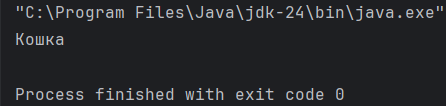 "C:\Program Files\Java\jdk-24\bin\java.exe"
Кошка
Process finished with exit code 0